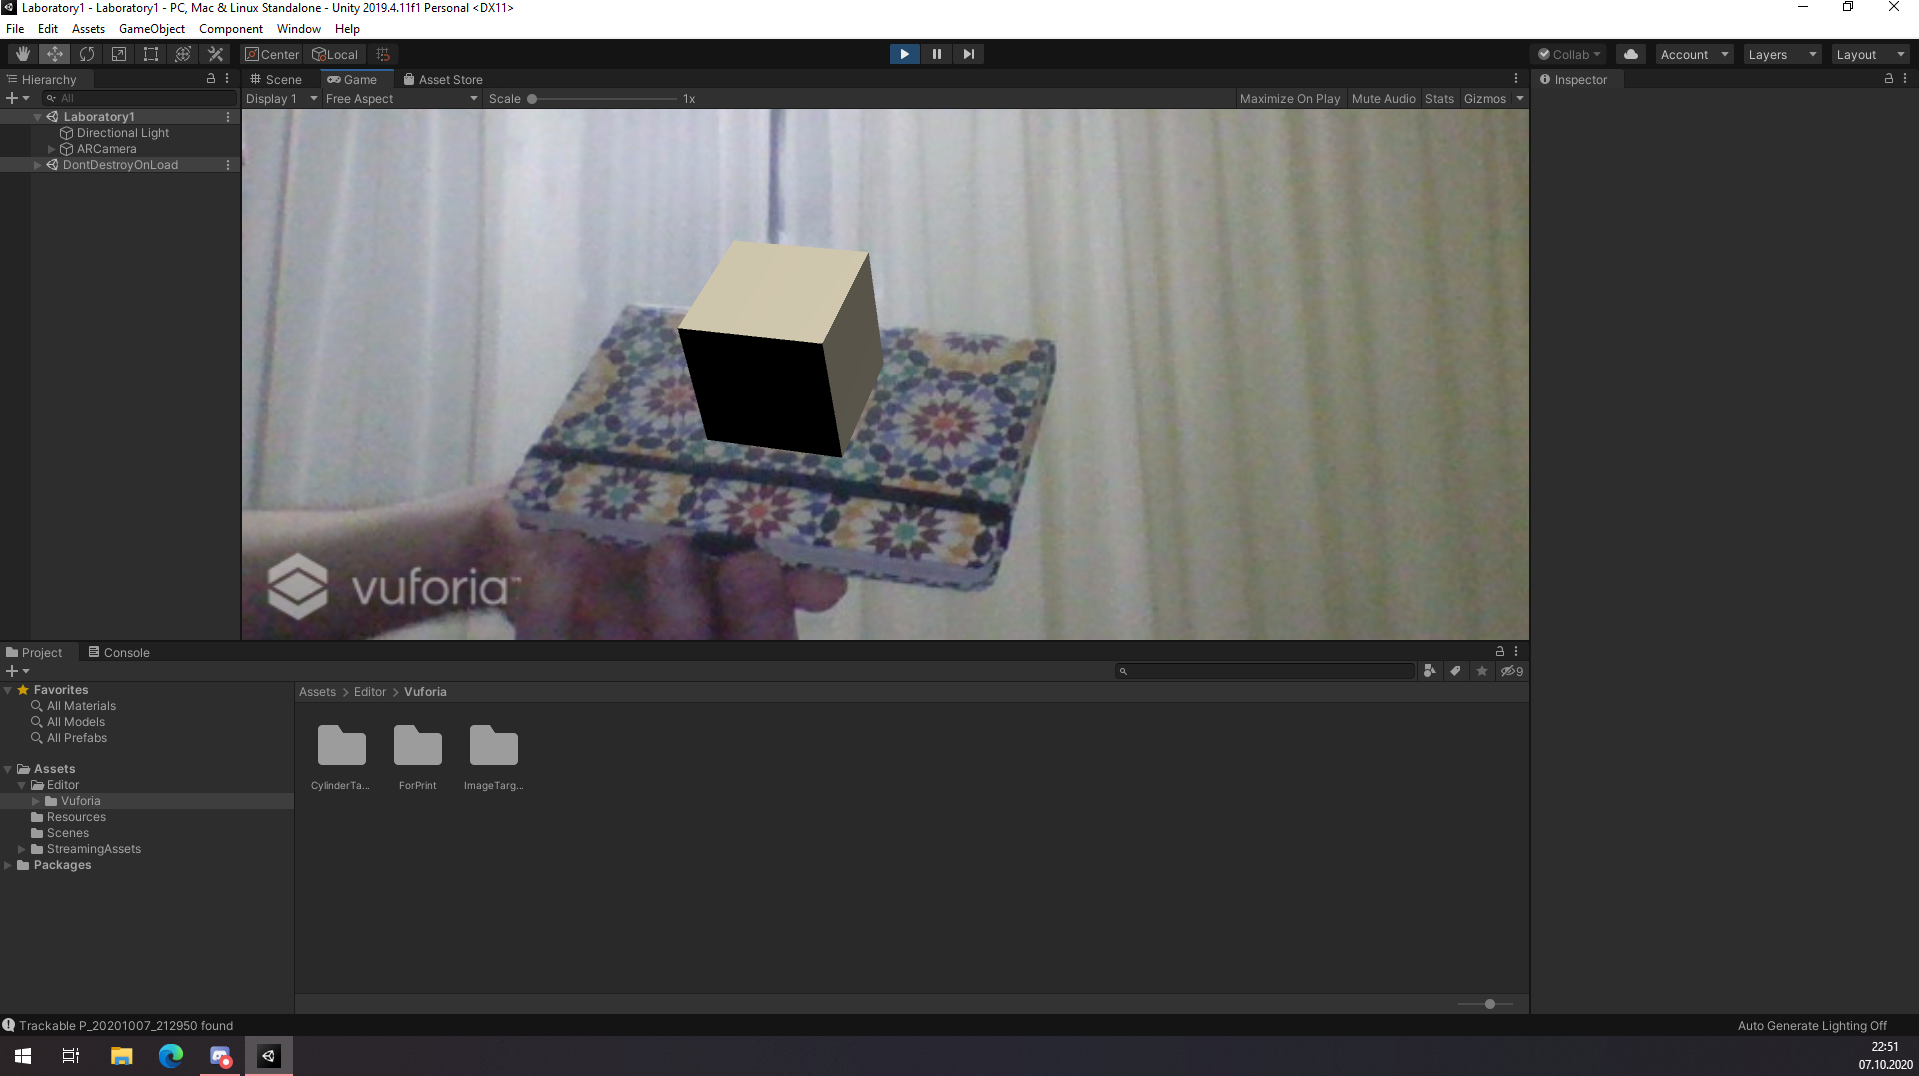 Laboratory1 - Laboratory1 - PC, Mac & Linux Standalone - Unity 2019.4.11f1 Personal <DX11>
File Edit Assets GameObject Component Window Help
Center Local Collab Account Layers Layout
Hierarchy
All
Laboratory1
Directional Light
ARCamera
DontDestroyOnLoad
Scene Game Asset Store
Display 1 Free Aspect Scale 1x Maximize On Play Mute Audio Stats Gizmos
Inspector
vuforia™
Project Console
9
Favorites
All Materials
All Models
All Prefabs
Assets
Editor
Vuforia
Resources
Scenes
StreamingAssets
Packages
Assets > Editor > Vuforia
CylinderTa... ForPrint ImageTarg...
Trackable P_20201007_212950 found
Auto Generate Lighting Off
22:51
07.10.2020